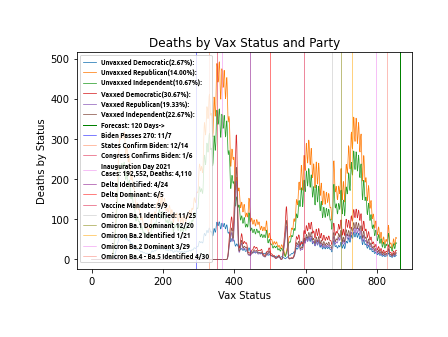 Deaths by Vax Status and Party
Deaths by Status
500
400
300
200
100
0
Unvaxxed Democratic(2.67%):
Unvaxxed Republican(14.00%):
Unvaxxed Independent(10.67%):
Vaxxed Democratic(30.67%):
Vaxxed Republican(19.33%):
Vaxxed Independent(22.67%):
Forecast: 120 Days->
Biden Passes 270: 11/7
States Confirm Biden: 12/14
Congress Confirms Biden: 1/6
Inauguration Day 2021
Cases: 192,552, Deaths: 4,110
Delta Identified: 4/24
Delta Dominant: 6/5
Vaccine Mandate: 9/9
Omicron Ba.1 Identified: 11/25
Omicron Ba.1 Dominant 12/20
Omicron Ba.2 Identified 1/21
Omicron Ba.2 Dominant 3/29
Omicron Ba.4 - Ba.5 Identified 4/30
0
200
400
600
800
Vax Status